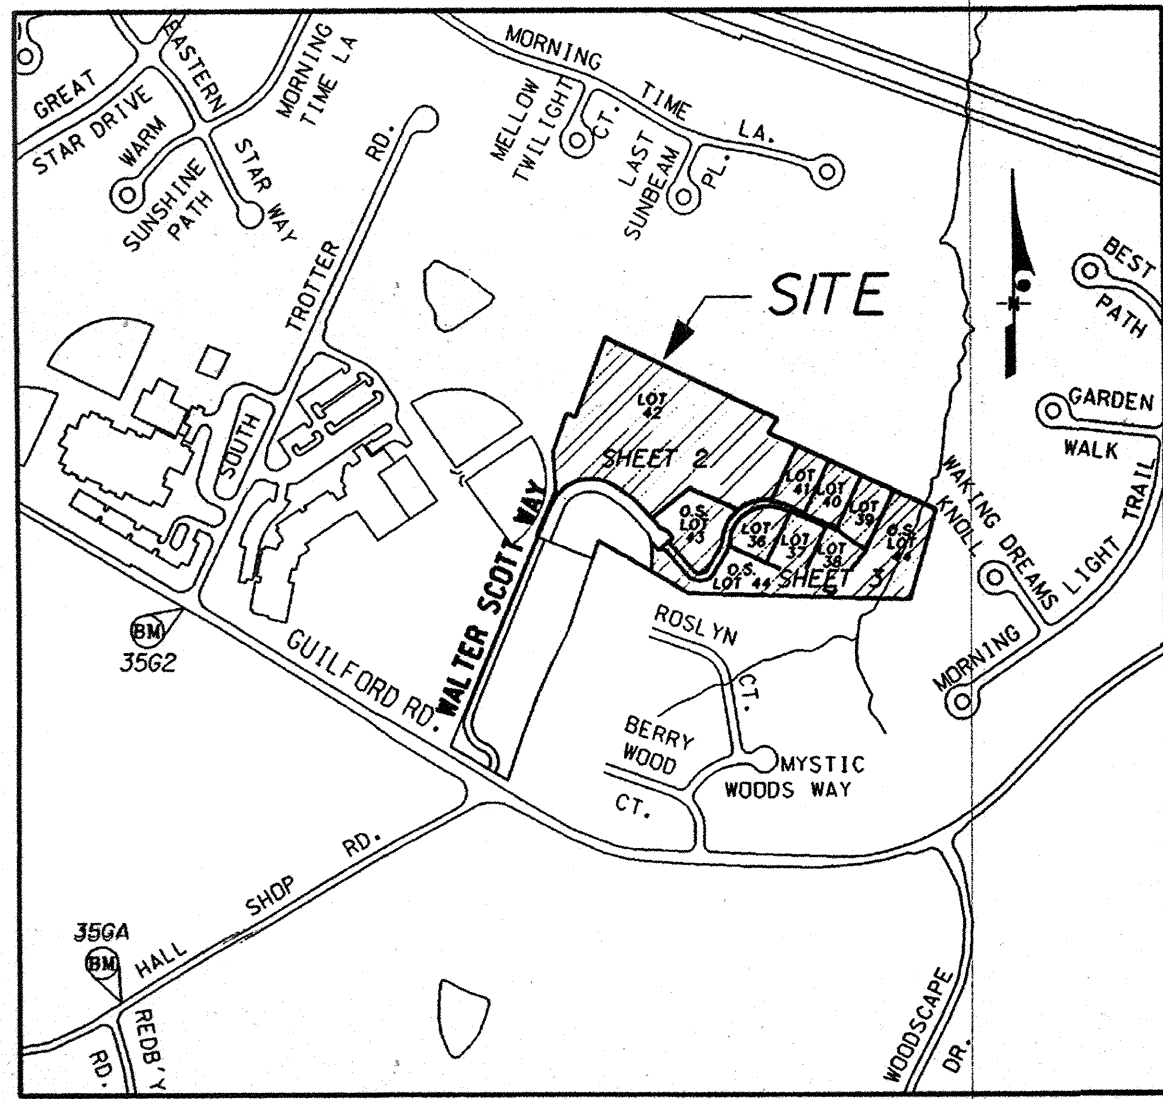 GREAT
STAR DRIVE
EASTERN
STAR WAY
WARM
SUNSHINE
PATH
MORNING
TIME LA
SOUTH TROTTER RD.
MORNING TIME LA.
MELLOW
TWILIGHT
CT.
LAST
SUNBEAM
PL.
SITE
BEST
PATH
GARDEN
WALK
WAKING DREAMS
KNOLL
MORNING LIGHT TRAIL
LOT
42
SHEET 2
LOT
41
LOT
40
LOT
39
O.S.
LOT
43
LOT
36
LOT
37
LOT
38
O.S.
LOT
44
O.S.
LOT 44
SHEET 3
WALTER SCOTT WAY
BM
35G2
GUILFORD RD.
ROSLYN
CT.
BERRY
WOOD
CT.
MYSTIC
WOODS WAY
HALL SHOP RD.
35GA
BM
REDB'Y
RD.
WOODSCAPE
DR.